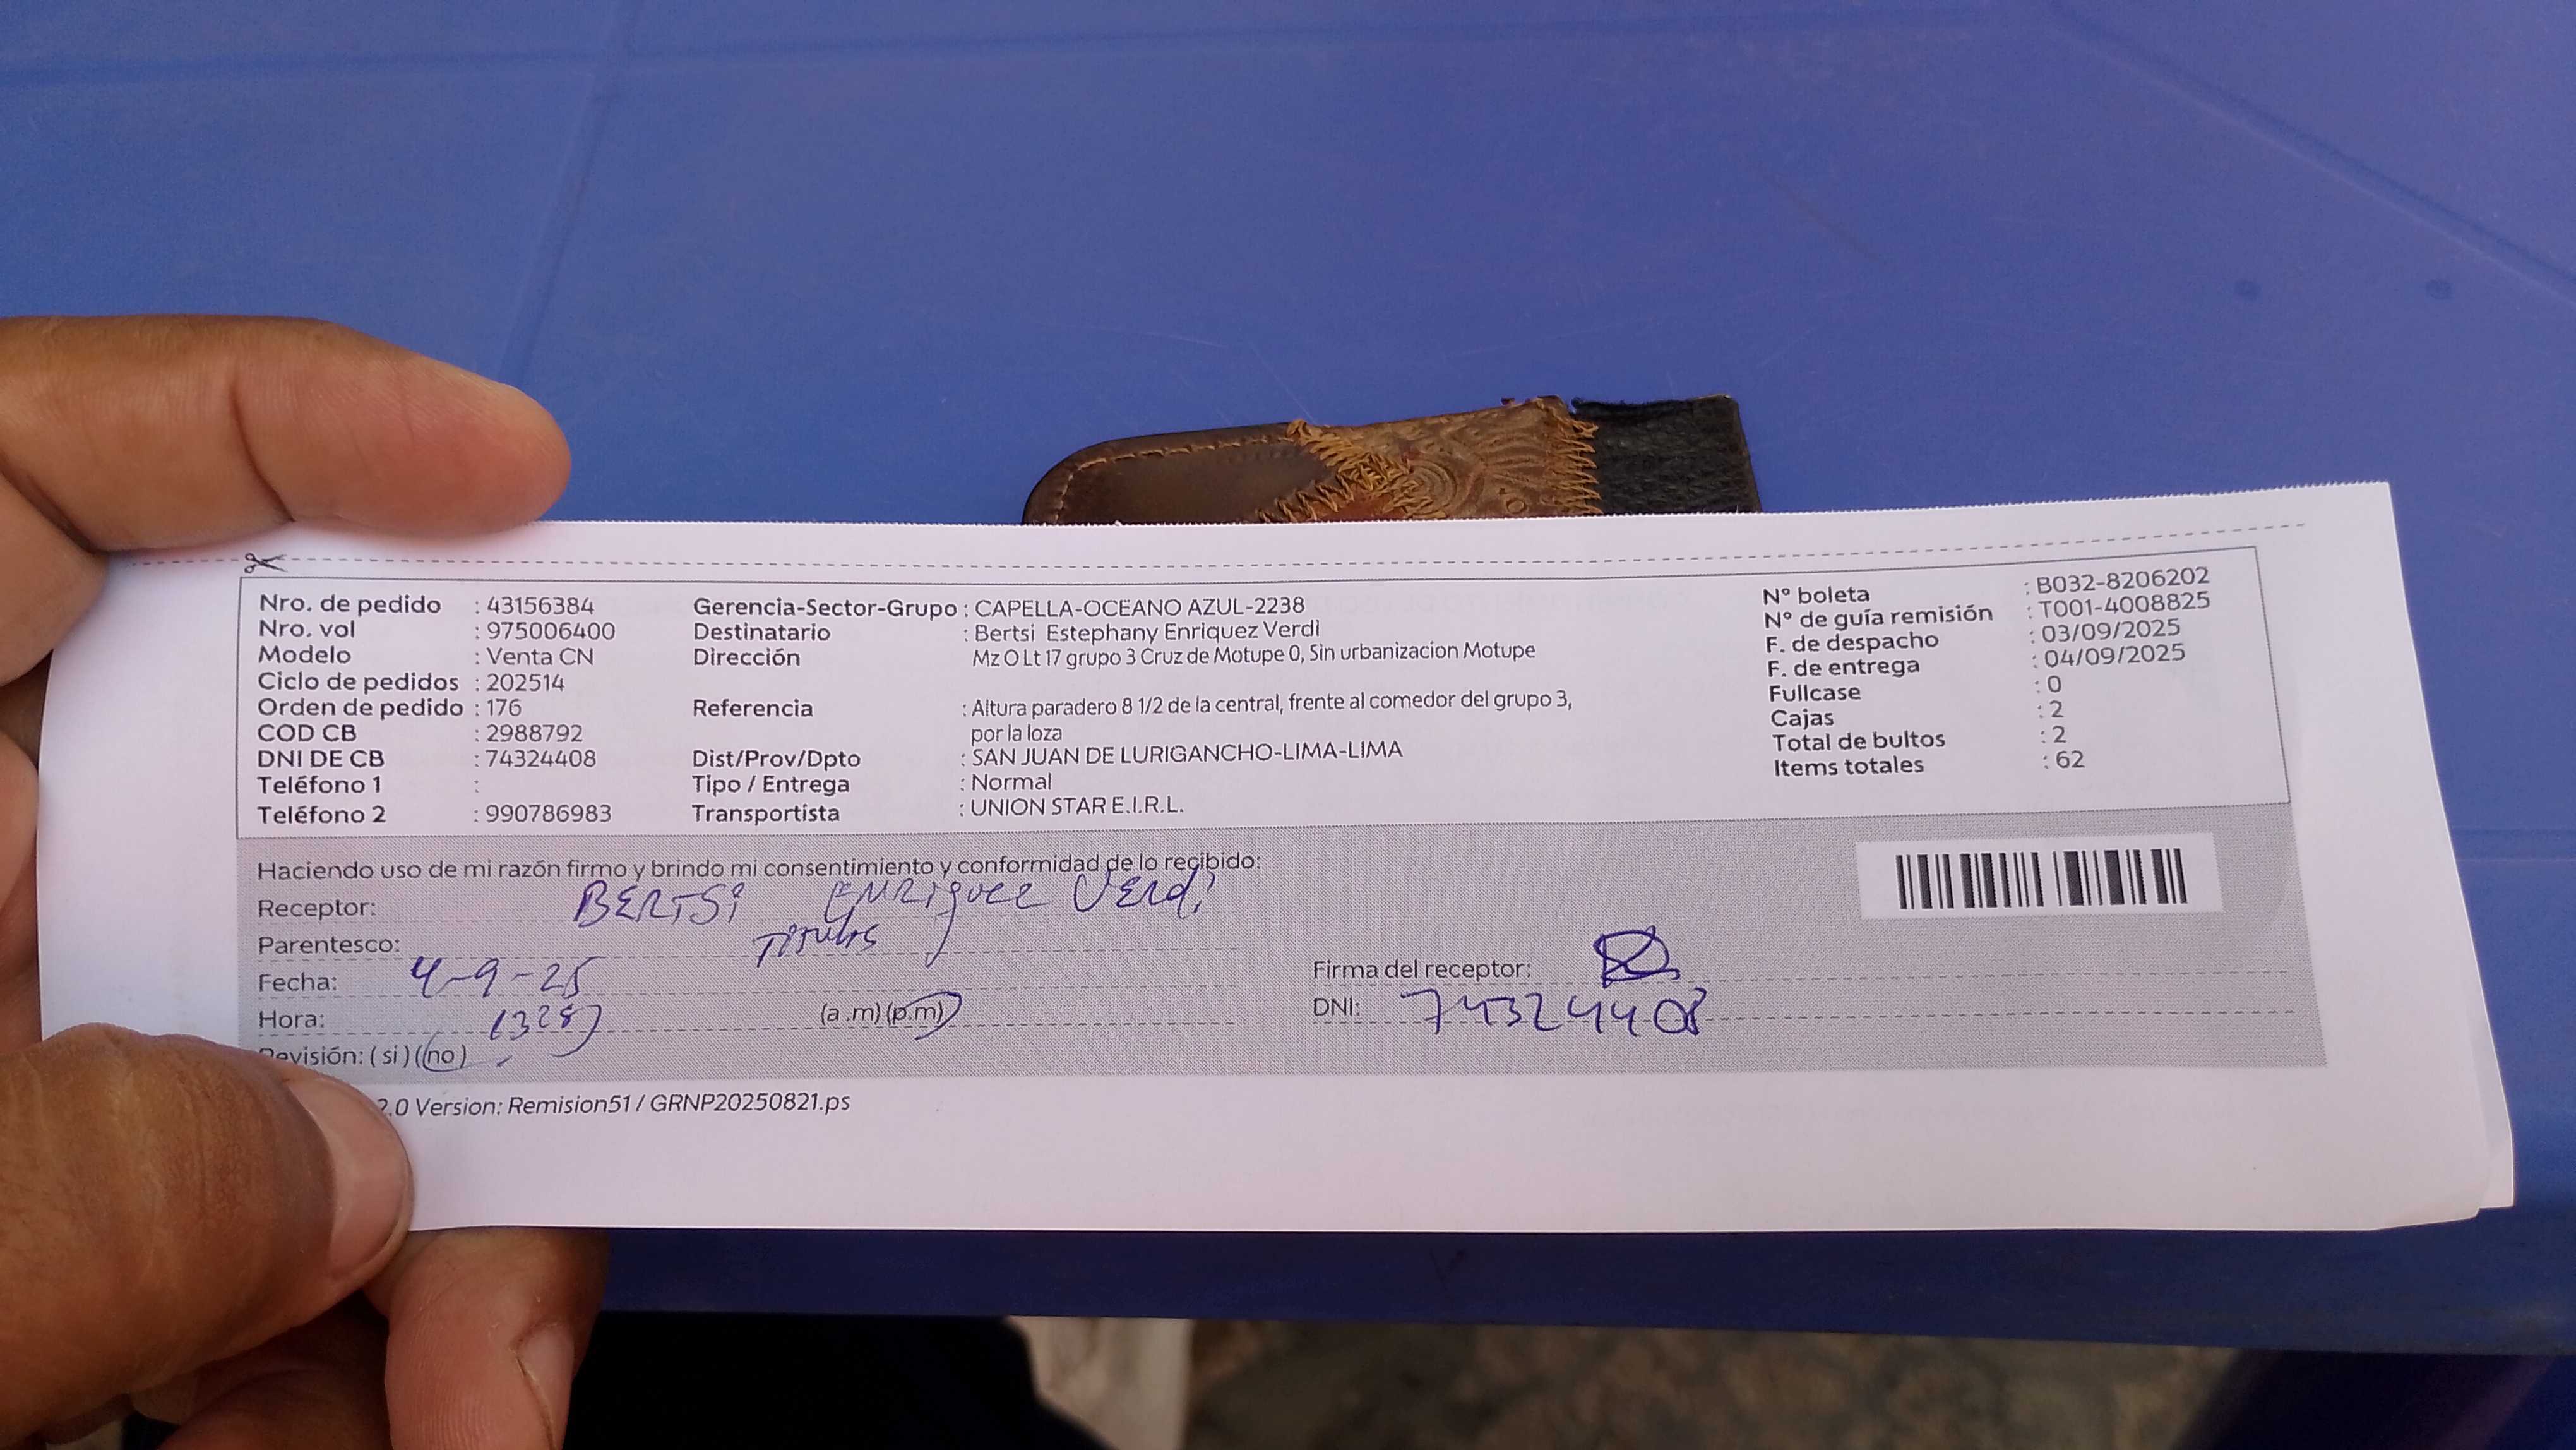 Nro. de pedido : 43156384
Nro. vol : 975006400
Modelo : Venta CN
Ciclo de pedidos : 202514
Orden de pedido : 176
COD CB : 2988792
DNI DE CB : 74324408
Teléfono 1 :
Teléfono 2 : 990786983
Gerencia-Sector-Grupo : CAPELLA-OCEANO AZUL-2238
Destinatario : Bertsi Estephany Enriquez Verdi
Dirección Mz O Lt 17 grupo 3 Cruz de Motupe 0, Sin urbanizacion Motupe
Referencia : Altura paradero 8 1/2 de la central, frente al comedor del grupo 3,
por la loza
Dist/Prov/Dpto : SAN JUAN DE LURIGANCHO-LIMA-LIMA
Tipo / Entrega : Normal
Transportista : UNION STAR E.I.R.L.
N° boleta : B032-8206202
N° de guía remisión : T001-4008825
F. de despacho : 03/09/2025
F. de entrega : 04/09/2025
Fullcase : 0
Cajas : 2
Total de bultos : 2
Items totales : 62
Haciendo uso de mi razón firmo y brindo mi consentimiento y conformidad de lo recibido:
Receptor: BERTSi Enriquez Verdi
Parentesco:
Fecha: 4-9-25
Hora: (a.m) (p.m)
Revisión: ( si ) ( no )
Firma del receptor:
DNI: 74324408
2.0 Version: Remision51 / GRNP20250821.ps